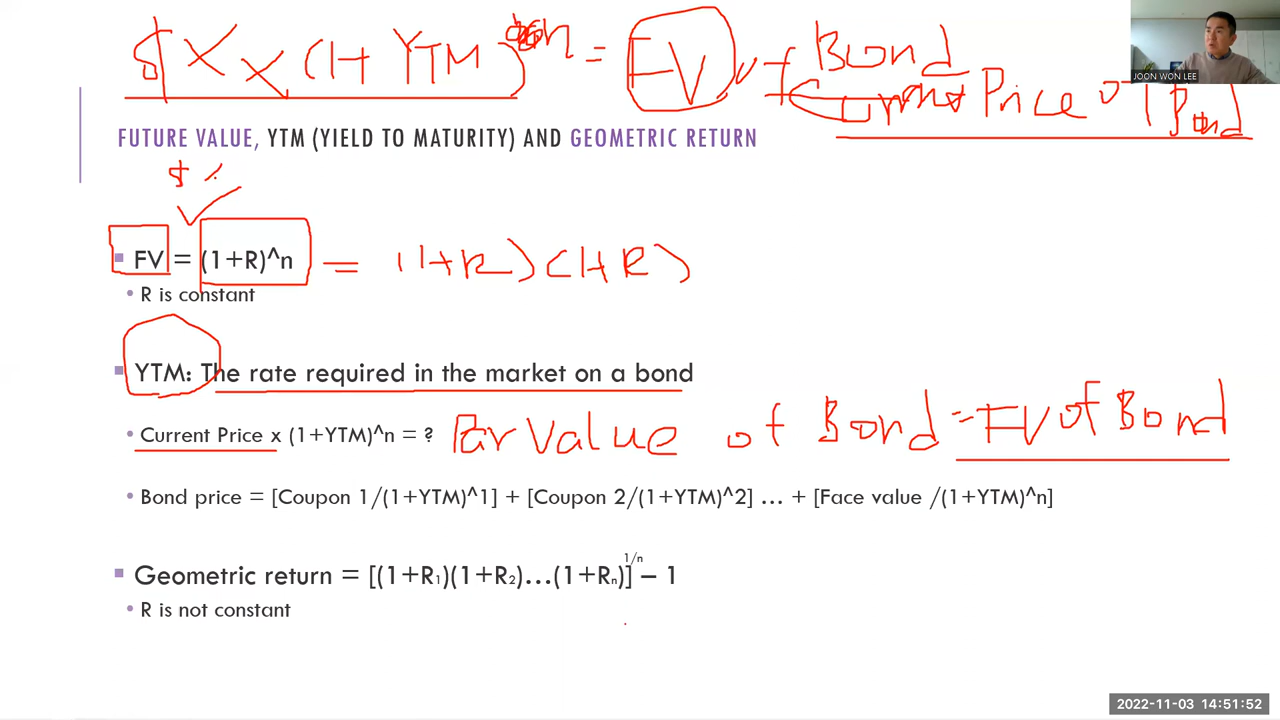 $ X x (1+ YTM)^n = FV of Bond
JOON WON LEE
Current Price of Bond
FUTURE VALUE, YTM (YIELD TO MATURITY) AND GEOMETRIC RETURN
$
FV = (1+R)^n = (1+R)(1+R)
R is constant
YTM: The rate required in the market on a bond
Current Price x (1+YTM)^n = ? Par Value of Bond = FV of Bond
Bond price = [Coupon 1/(1+YTM)^1] + [Coupon 2/(1+YTM)^2] ... + [Face value /(1+YTM)^n]
Geometric return = [(1+R1)(1+R2)...(1+Rn)]^1/n – 1
R is not constant
2022-11-03 14:51:52